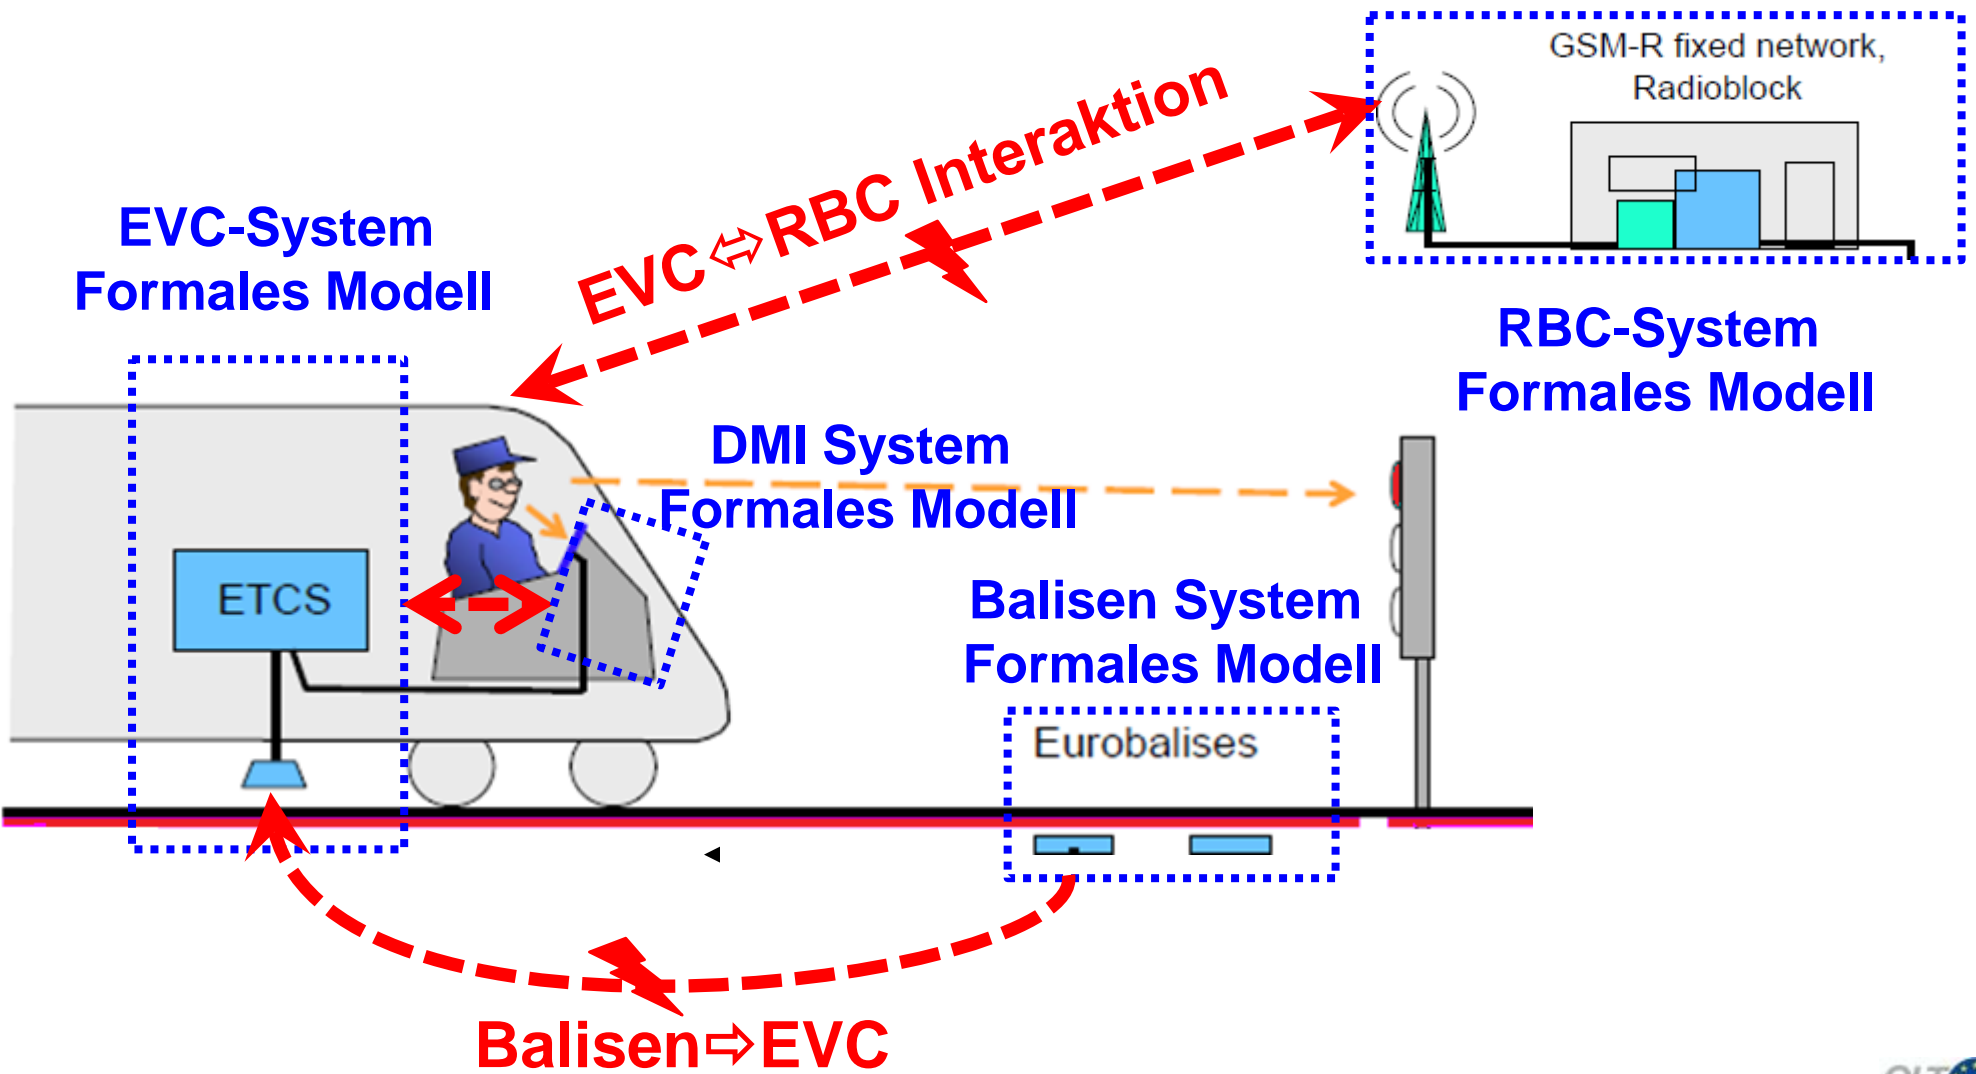 GSM-R fixed network,
Radioblock
EVC⇔RBC Interaktion
EVC-System
Formales Modell
RBC-System
Formales Modell
DMI System
Formales Modell
ETCS
Balisen System
Formales Modell
Eurobalises
Balisen⇨EVC